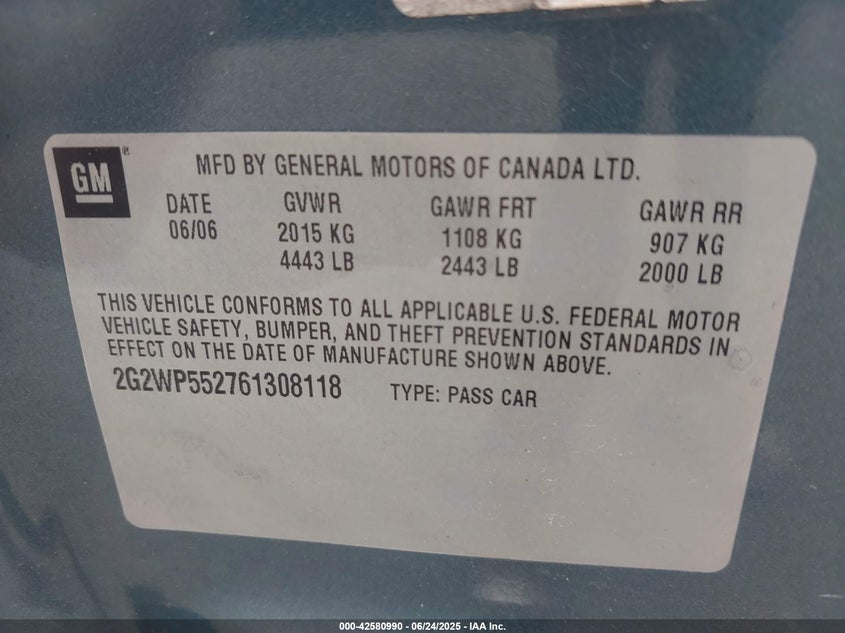 GM®
MFD BY GENERAL MOTORS OF CANADA LTD.
DATE GVWR GAWR FRT GAWR RR
06/06 2015 KG 1108 KG 907 KG
4443 LB 2443 LB 2000 LB
THIS VEHICLE CONFORMS TO ALL APPLICABLE U.S. FEDERAL MOTOR
VEHICLE SAFETY, BUMPER, AND THEFT PREVENTION STANDARDS IN
EFFECT ON THE DATE OF MANUFACTURE SHOWN ABOVE.
2G2WP552761308118 TYPE: PASS CAR
000-42580990 - 06/24/2025 - IAA Inc.